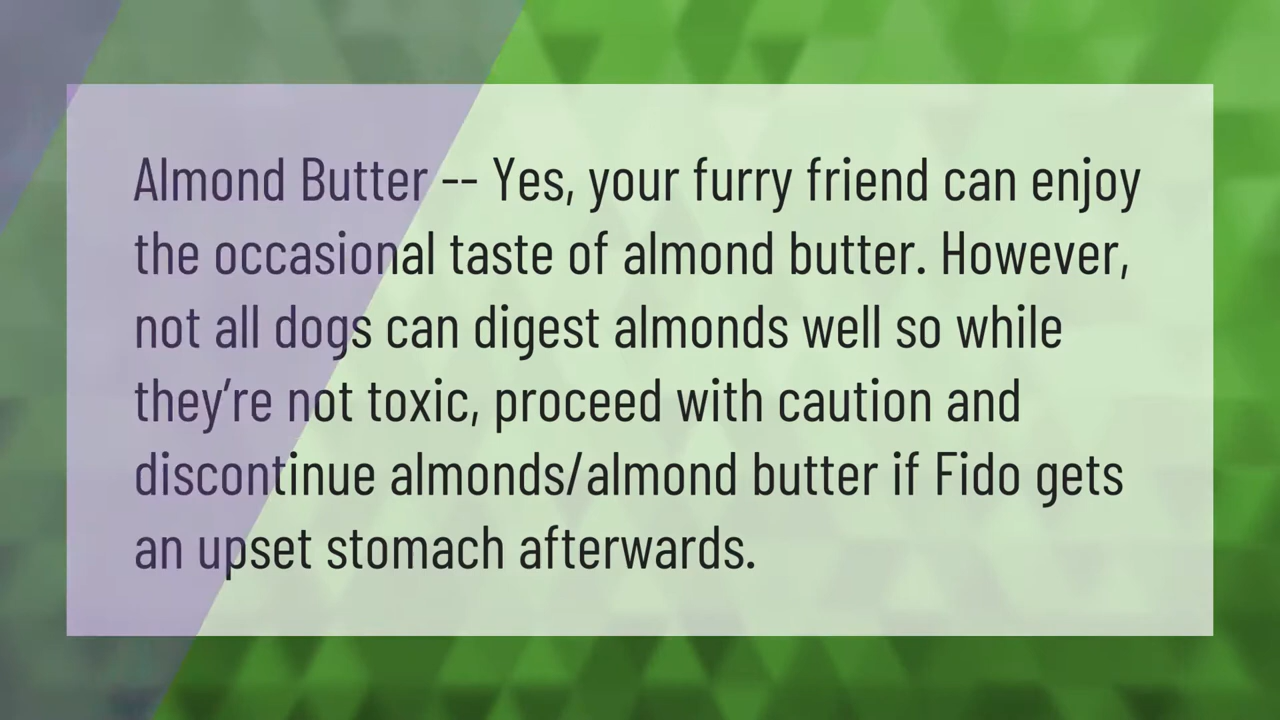 Almond Butter -- Yes, your furry friend can enjoy
the occasional taste of almond butter. However,
not all dogs can digest almonds well so while
they’re not toxic, proceed with caution and
discontinue almonds/almond butter if Fido gets
an upset stomach afterwards.